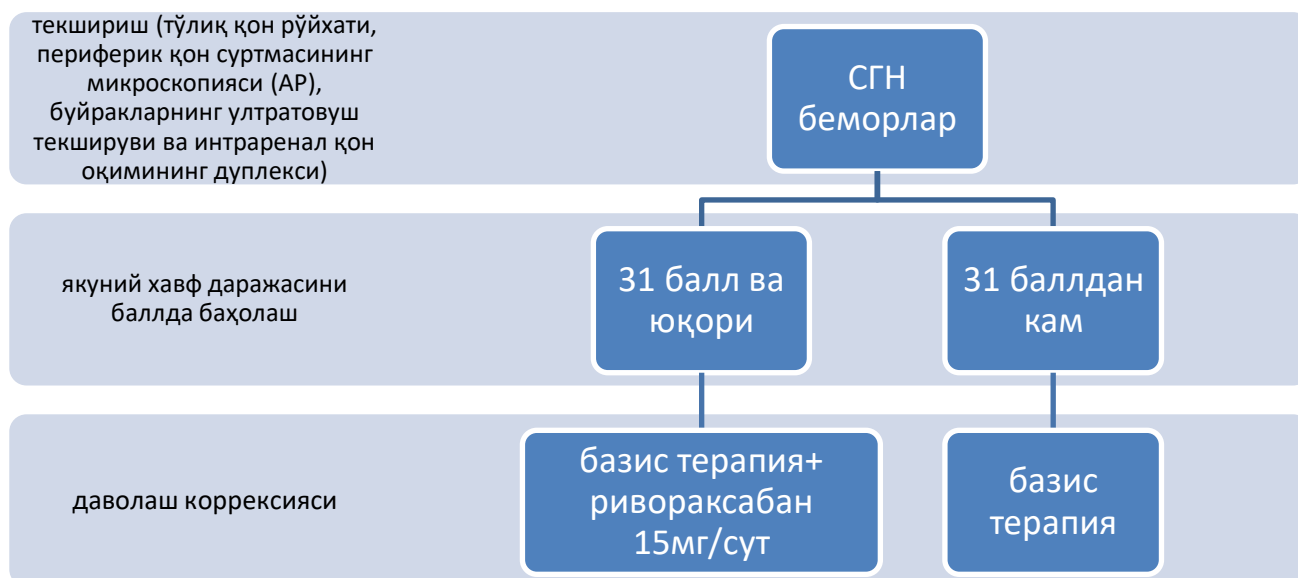 текшириш (тўлиқ қон рўйхати,
периферик қон суртмасининг
микроскопияси (АР),
буйракларнинг ултратовуш
текшируви ва интраренал қон
оқимининг дуплекси)
СГН
беморлар
якуний хавф даражасини
баллда баҳолаш
31 балл ва
юқори
31 баллдан
кам
даволаш коррексияси
базис терапия+
ривораксабан
15мг/сут
базис
терапия